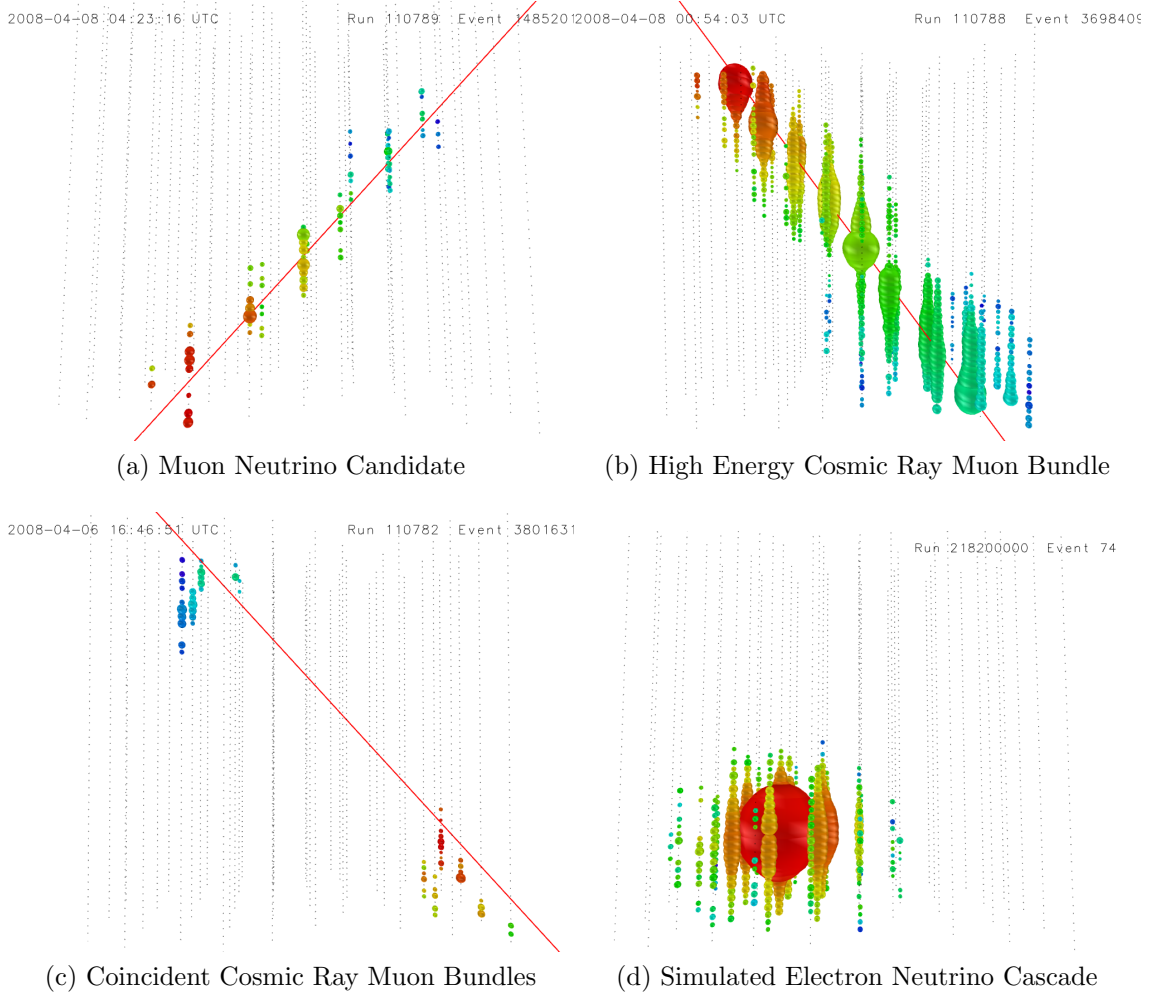 2008-04-08 04:23:16 UTC Run 110789 Event 1485201
2008-04-08 00:54:03 UTC Run 110788 Event 3698409
(a) Muon Neutrino Candidate
(b) High Energy Cosmic Ray Muon Bundle
2008-04-06 16:46:51 UTC Run 110782 Event 3801631
Run 218200000 Event 74
(c) Coincident Cosmic Ray Muon Bundles
(d) Simulated Electron Neutrino Cascade